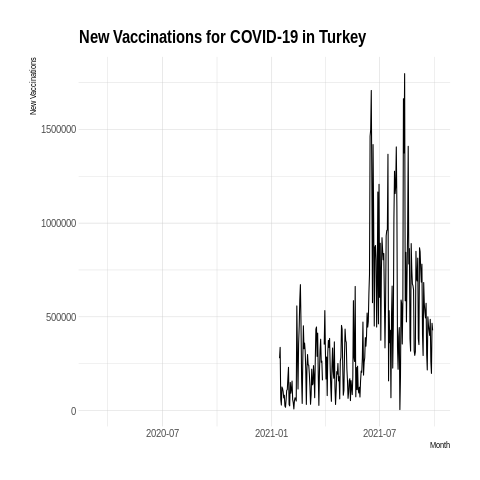 New Vaccinations for COVID-19 in Turkey
New Vaccinations
1500000
1000000
500000
0
2020-07
2021-01
2021-07
Month